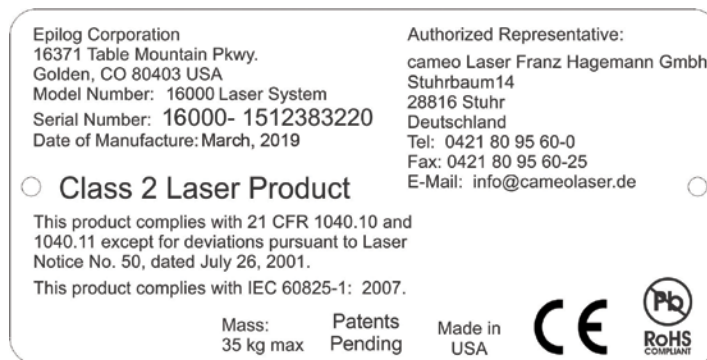 Epilog Corporation
16371 Table Mountain Pkwy.
Golden, CO 80403 USA
Model Number: 16000 Laser System
Serial Number: 16000- 1512383220
Date of Manufacture: March, 2019
Authorized Representative:
cameo Laser Franz Hagemann Gmbh
Stuhrbaum14
28816 Stuhr
Deutschland
Tel: 0421 80 95 60-0
Fax: 0421 80 95 60-25
E-Mail: info@cameolaser.de
Class 2 Laser Product
This product complies with 21 CFR 1040.10 and
1040.11 except for deviations pursuant to Laser
Notice No. 50, dated July 26, 2001.
This product complies with IEC 60825-1: 2007.
Mass:
35 kg max
Patents
Pending
Made in
USA
CE
Pb
RoHS
COMPLIANT